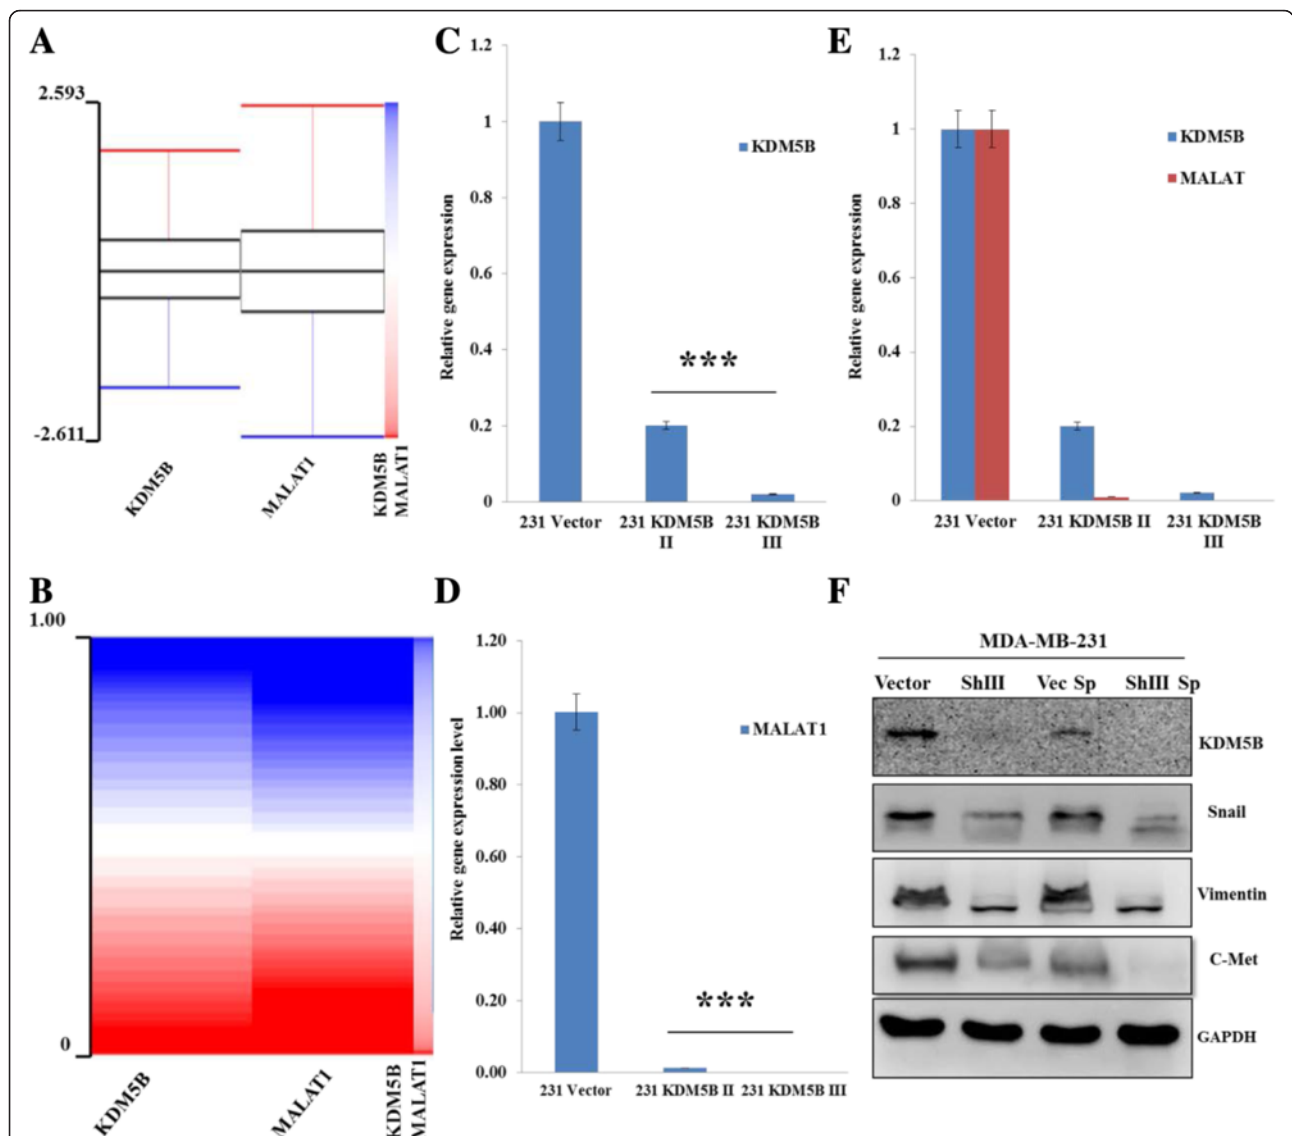 A
2.593
-2.611
KDM5B
MALAT1
KDM5B
MALAT1
B
1.00
0
KDM5B
MALAT1
KDM5B
MALAT1
C
1.2
1
0.8
0.6
0.4
0.2
0
Relative gene expression
KDM5B
***
231 Vector
231 KDM5B
II
231 KDM5B
III
D
1.20
1.00
0.80
0.60
0.40
0.20
0.00
Relative gene expression level
MALAT1
***
231 Vector
231 KDM5B II
231 KDM5B III
E
1.2
1
0.8
0.6
0.4
0.2
0
Relative gene expression
KDM5B
MALAT
231 Vector
231 KDM5B II
231 KDM5B
III
F
MDA-MB-231
Vector ShIII Vec Sp ShIII Sp
KDM5B
Snail
Vimentin
C-Met
GAPDH